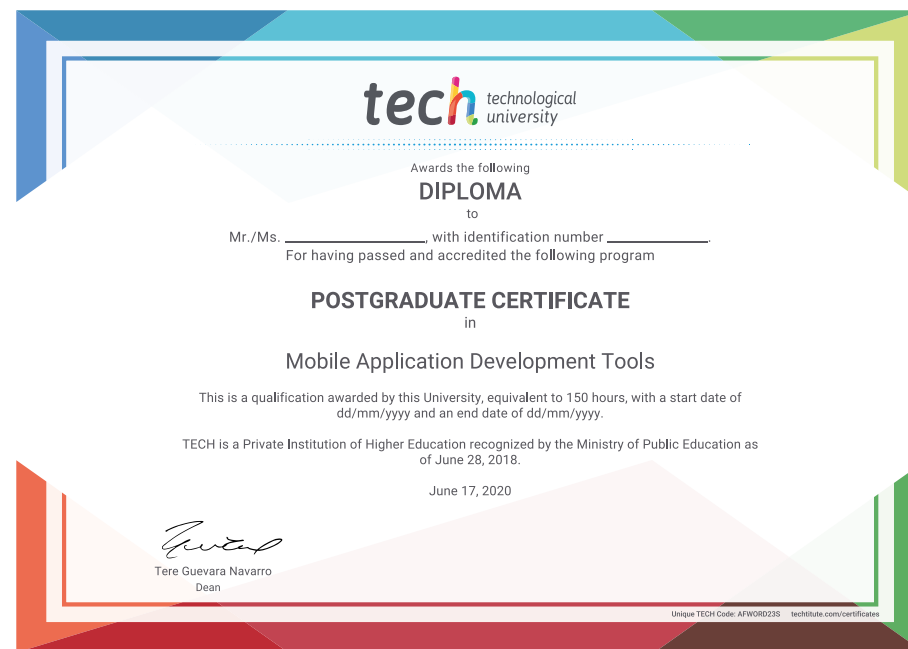 tech technological
university
Awards the following
DIPLOMA
to
Mr./Ms. ____________, with identification number ____________.
For having passed and accredited the following program
POSTGRADUATE CERTIFICATE
in
Mobile Application Development Tools
This is a qualification awarded by this University, equivalent to 150 hours, with a start date of
dd/mm/yyyy and an end date of dd/mm/yyyy.
TECH is a Private Institution of Higher Education recognized by the Ministry of Public Education as
of June 28, 2018.
June 17, 2020
Tere Guevara Navarro
Dean
Unique TECH Code: AFWORD23S techtitute.com/certificates